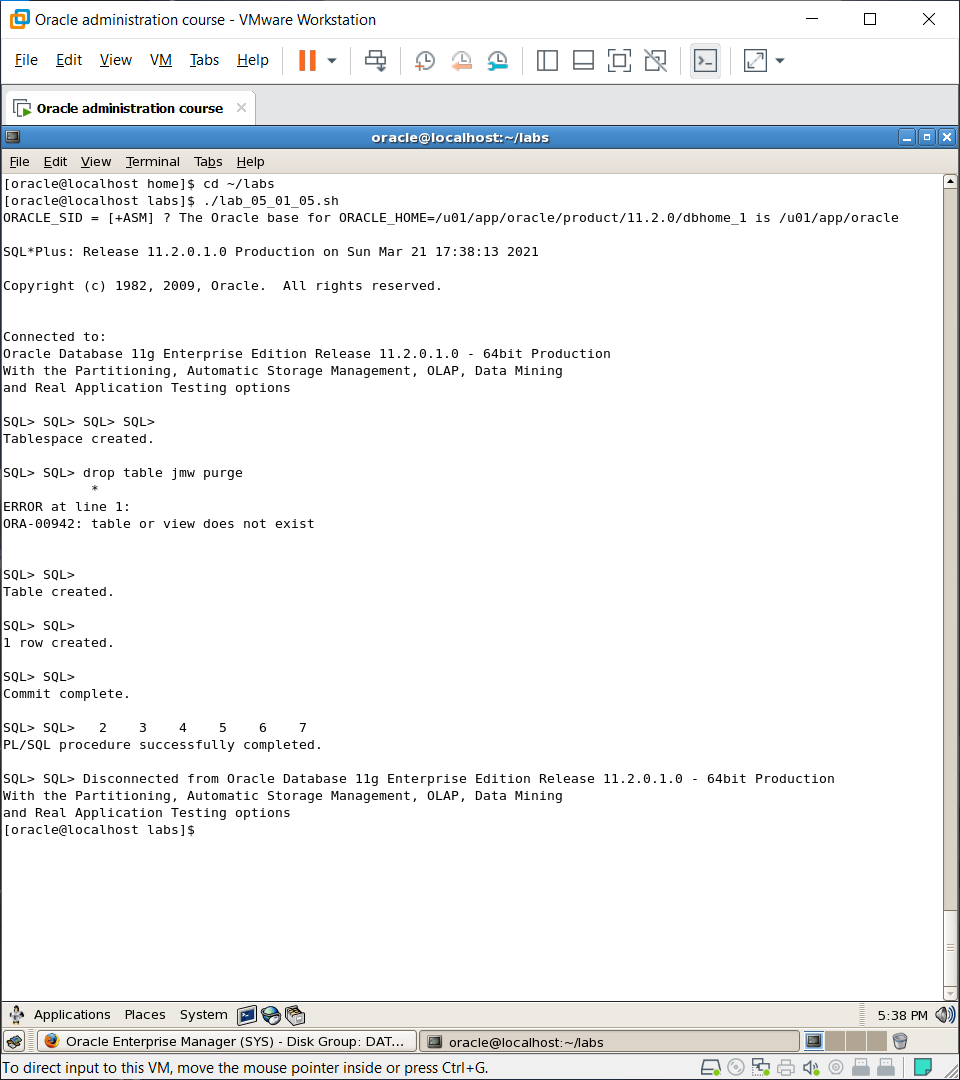 Oracle administration course - VMware Workstation
File Edit View VM Tabs Help
Oracle administration course
oracle@localhost:~/labs
File Edit View Terminal Tabs Help
[oracle@localhost home]$ cd ~/labs
[oracle@localhost labs]$ ./lab_05_01_05.sh
ORACLE_SID = [+ASM] ? The Oracle base for ORACLE_HOME=/u01/app/oracle/product/11.2.0/dbhome_1 is /u01/app/oracle
SQL*Plus: Release 11.2.0.1.0 Production on Sun Mar 21 17:38:13 2021
Copyright (c) 1982, 2009, Oracle.  All rights reserved.
Connected to:
Oracle Database 11g Enterprise Edition Release 11.2.0.1.0 - 64bit Production
With the Partitioning, Automatic Storage Management, OLAP, Data Mining
and Real Application Testing options
SQL> SQL> SQL> SQL>
Tablespace created.
SQL> SQL> drop table jmw purge
           *
ERROR at line 1:
ORA-00942: table or view does not exist
SQL> SQL>
Table created.
SQL> SQL>
1 row created.
SQL> SQL>
Commit complete.
SQL> SQL>   2    3    4    5    6    7
PL/SQL procedure successfully completed.
SQL> SQL> Disconnected from Oracle Database 11g Enterprise Edition Release 11.2.0.1.0 - 64bit Production
With the Partitioning, Automatic Storage Management, OLAP, Data Mining
and Real Application Testing options
[oracle@localhost labs]$
Applications Places System 5:38 PM
Oracle Enterprise Manager (SYS) - Disk Group: DAT... oracle@localhost:~/labs
To direct input to this VM, move the mouse pointer inside or press Ctrl+G.